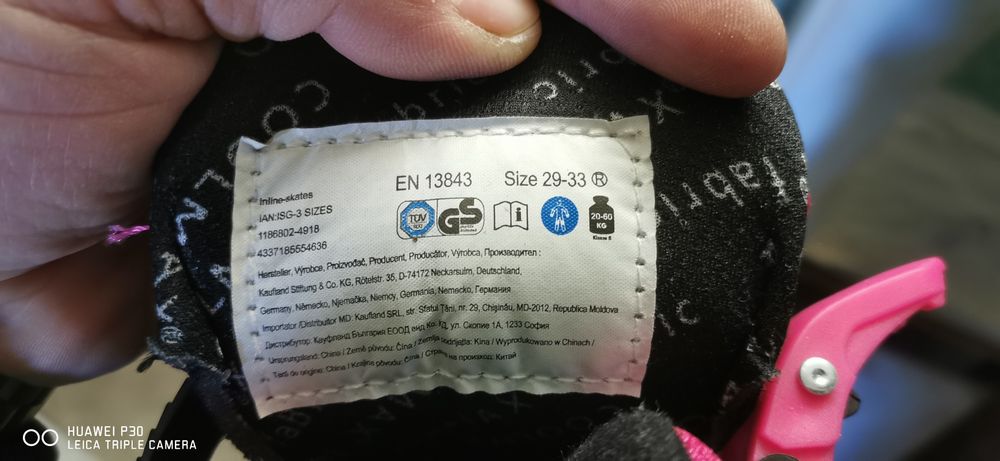 EN 13843 Size 29-33 Ⓡ
Inline-skates
IAN:ISG-3 SIZES
1186802-4918
4337185554636
TÜV
SÜD
GS
i
20-60
KG
Klasse B
Hersteller, Výrobce, Proizvođač, Producent, Producător, Výrobca, Производител :
Kaufland Stiftung & Co. KG, Rötelstr. 35, D-74172 Neckarsulm, Deutschland,
Germany, Německo, Njemačka, Niemcy, Germania, Nemecko, Германия
Importator /Distribuitor MD: Kaufland SRL, str. Sfatul Țării, nr. 29, Chișinău, MD-2012, Republica Moldova
Дистрибутор: Кауфланд България ЕООД енд Ко КД, ул. Скопие 1А, 1233 София
Ursprungsland: China / Země původu: Čína / Zemlja podrijetla: Kina / Wyprodukowano w Chinach /
Țară de origine: China / Krajina pôvodu: Čína / Страна на произход: Китай
fabric
HUAWEI P30
LEICA TRIPLE CAMERA